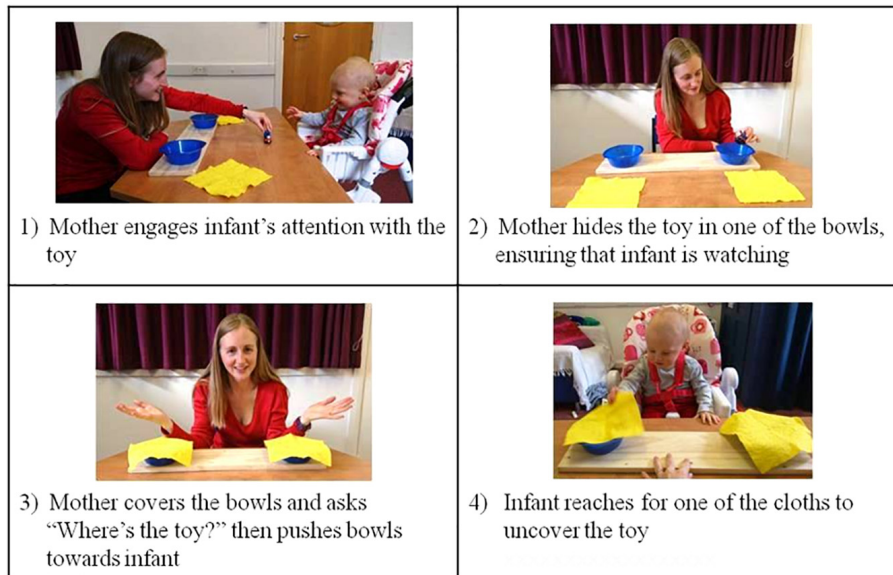 1) Mother engages infant's attention with the
toy
2) Mother hides the toy in one of the bowls,
ensuring that infant is watching
3) Mother covers the bowls and asks
“Where’s the toy?” then pushes bowls
towards infant
4) Infant reaches for one of the cloths to
uncover the toy